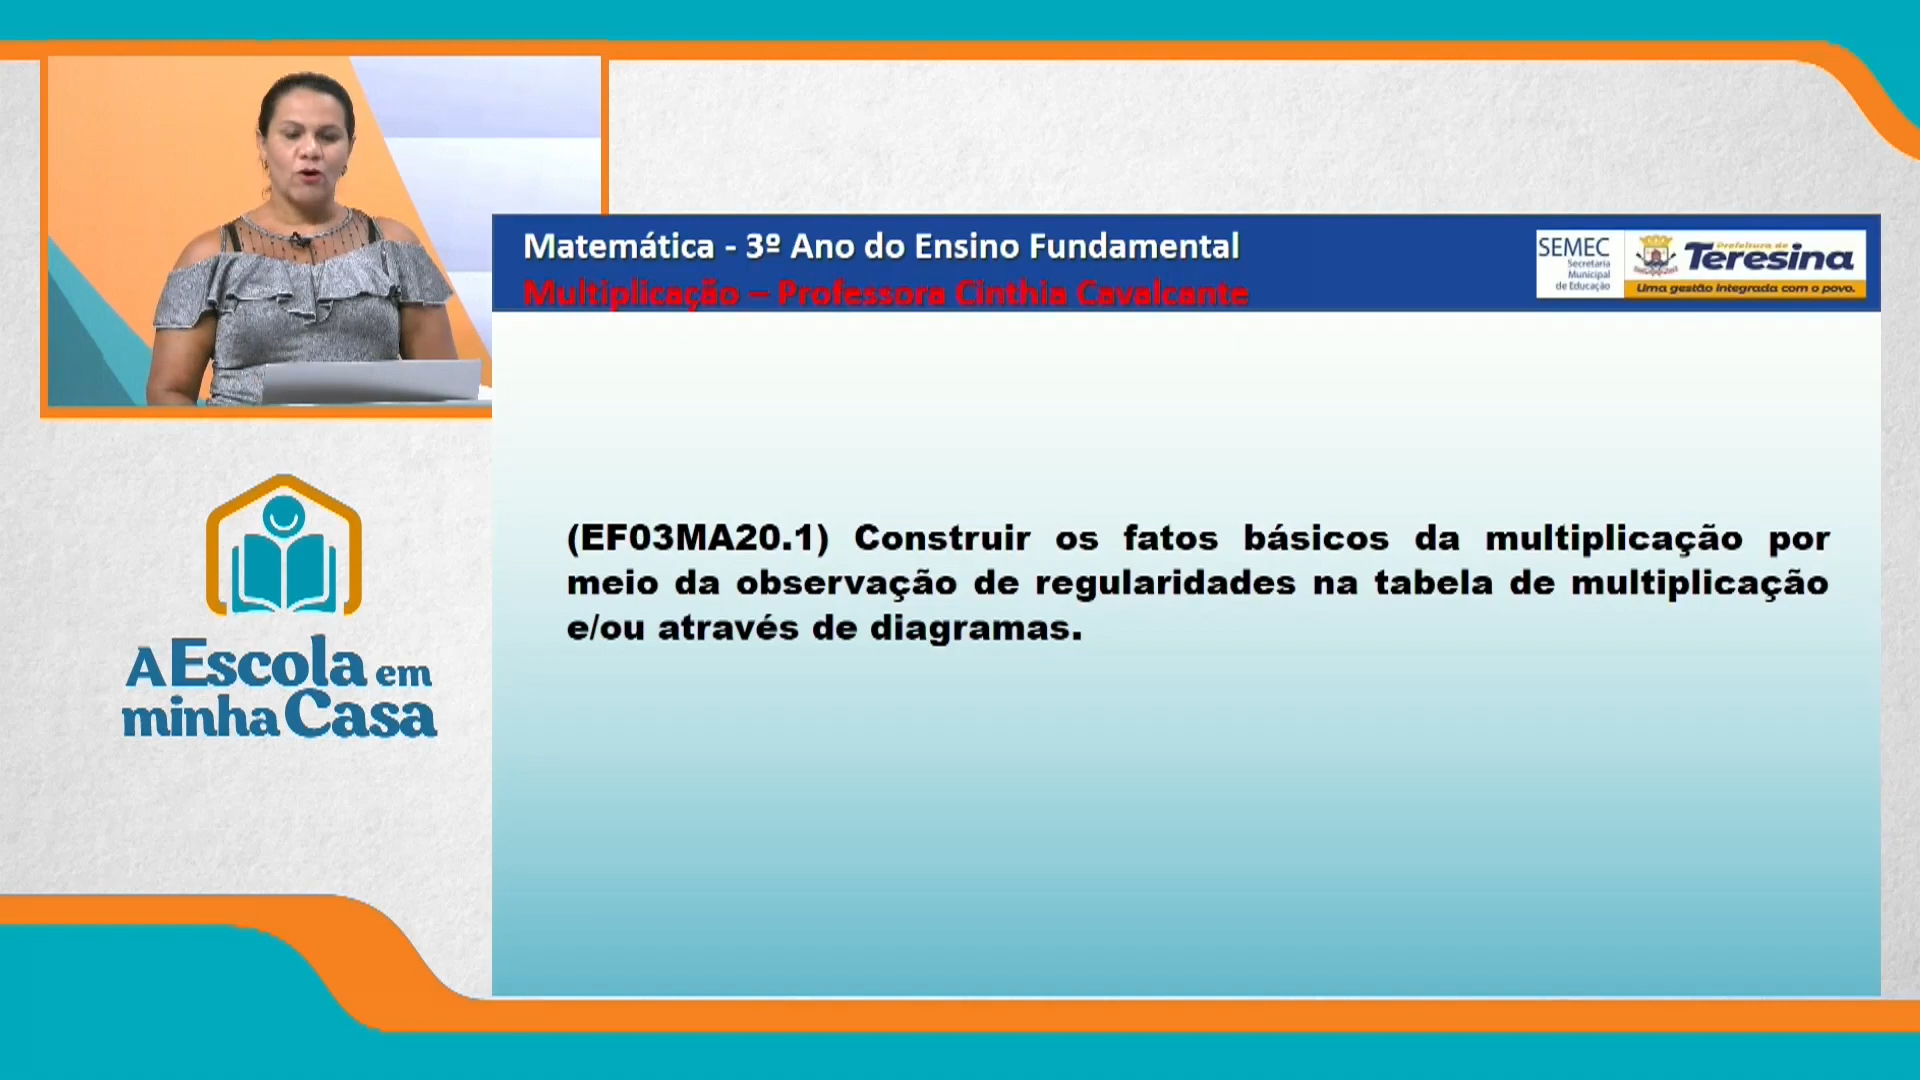 Matemática - 3º Ano do Ensino Fundamental
Multiplicação – Professora Cinthia Cavalcante
SEMEC
Secretaria
Municipal
de Educação
Prefeitura de
Teresina
Uma gestão integrada com o povo.
(EF03MA20.1) Construir os fatos básicos da multiplicação por
meio da observação de regularidades na tabela de multiplicação
e/ou através de diagramas.
A Escola em
minha Casa